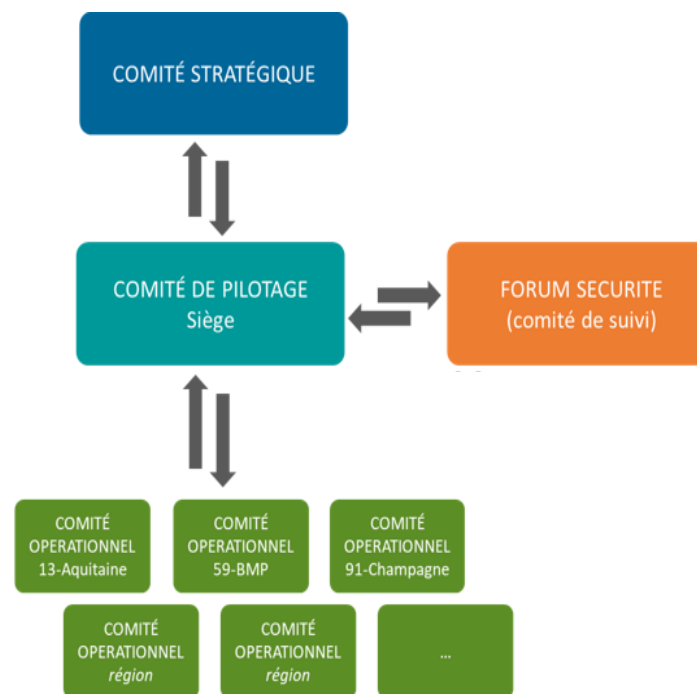 COMITÉ STRATÉGIQUE
COMITÉ DE PILOTAGE
Siège
FORUM SECURITE
(comité de suivi)
COMITÉ
OPERATIONNEL
13-Aquitaine
COMITÉ
OPERATIONNEL
59-BMP
COMITÉ
OPERATIONNEL
91-Champagne
COMITÉ
OPERATIONNEL
région
COMITÉ
OPERATIONNEL
région
...